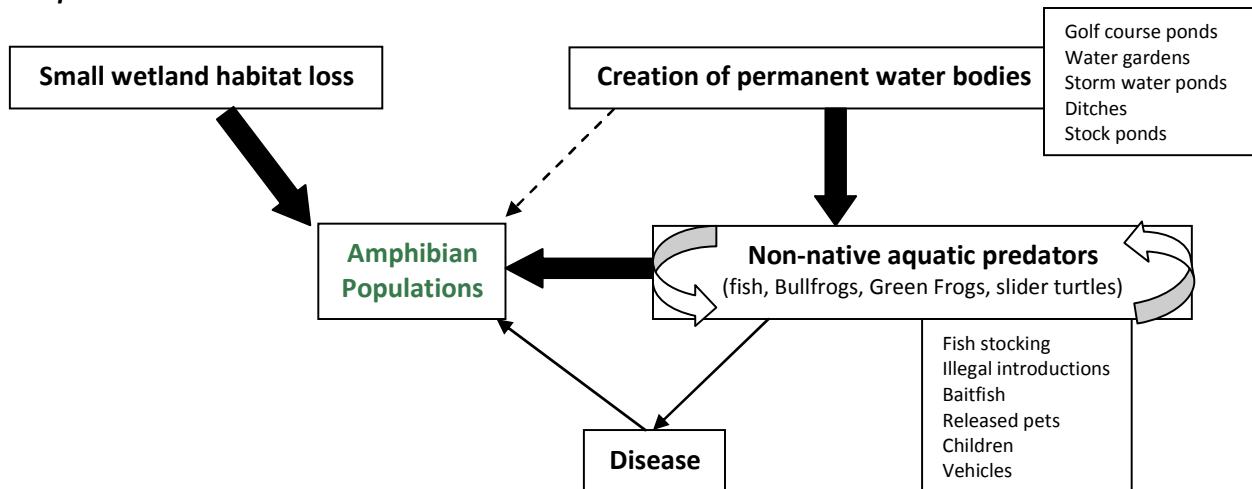 Small wetland habitat loss
Creation of permanent water bodies
Golf course ponds
Water gardens
Storm water ponds
Ditches
Stock ponds
Amphibian
Populations
Non-native aquatic predators
(fish, Bullfrogs, Green Frogs, slider turtles)
Fish stocking
Illegal introductions
Baitfish
Released pets
Children
Vehicles
Disease